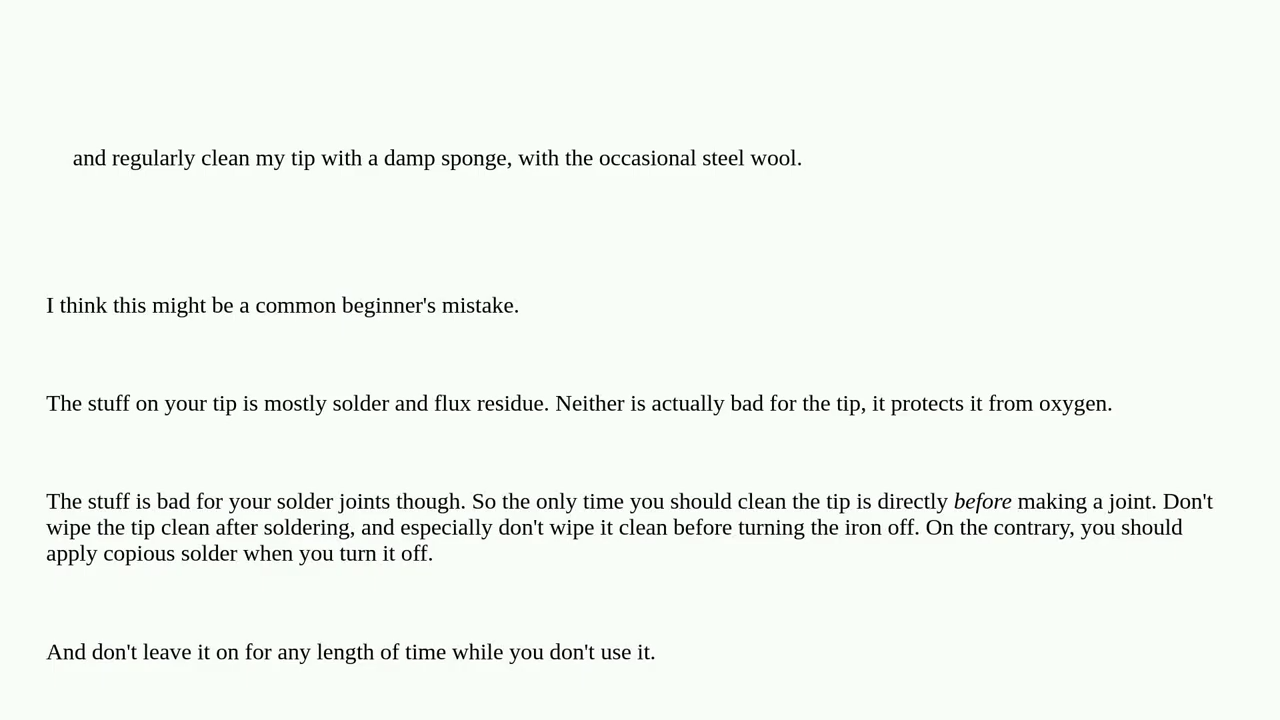 and regularly clean my tip with a damp sponge, with the occasional steel wool.
I think this might be a common beginner's mistake.
The stuff on your tip is mostly solder and flux residue. Neither is actually bad for the tip, it protects it from oxygen.
The stuff is bad for your solder joints though. So the only time you should clean the tip is directly before making a joint. Don't
wipe the tip clean after soldering, and especially don't wipe it clean before turning the iron off. On the contrary, you should
apply copious solder when you turn it off.
And don't leave it on for any length of time while you don't use it.